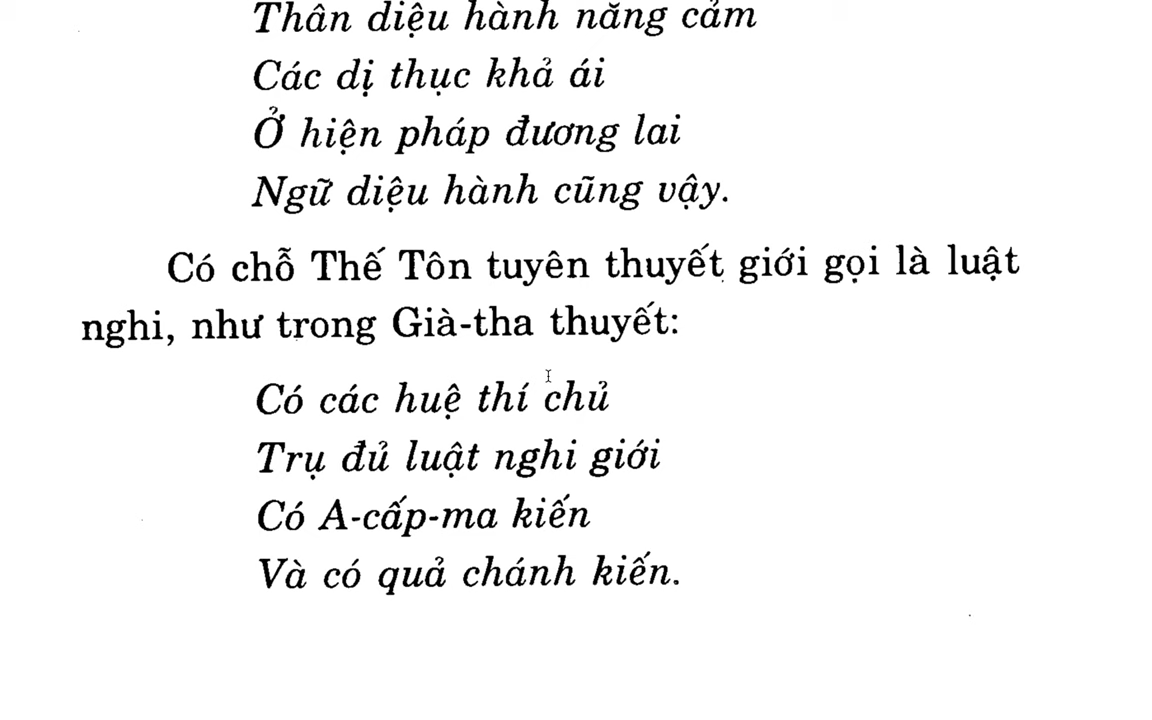 Thân diệu hành năng cảm
Các dị thục khả ái
Ở hiện pháp đương lai
Ngữ diệu hành cũng vậy.
Có chỗ Thế Tôn tuyên thuyết giới gọi là luật
nghi, như trong Già-tha thuyết:
Có các huệ thí chủ
Trụ đủ luật nghi giới
Có A-cấp-ma kiến
Và có quả chánh kiến.